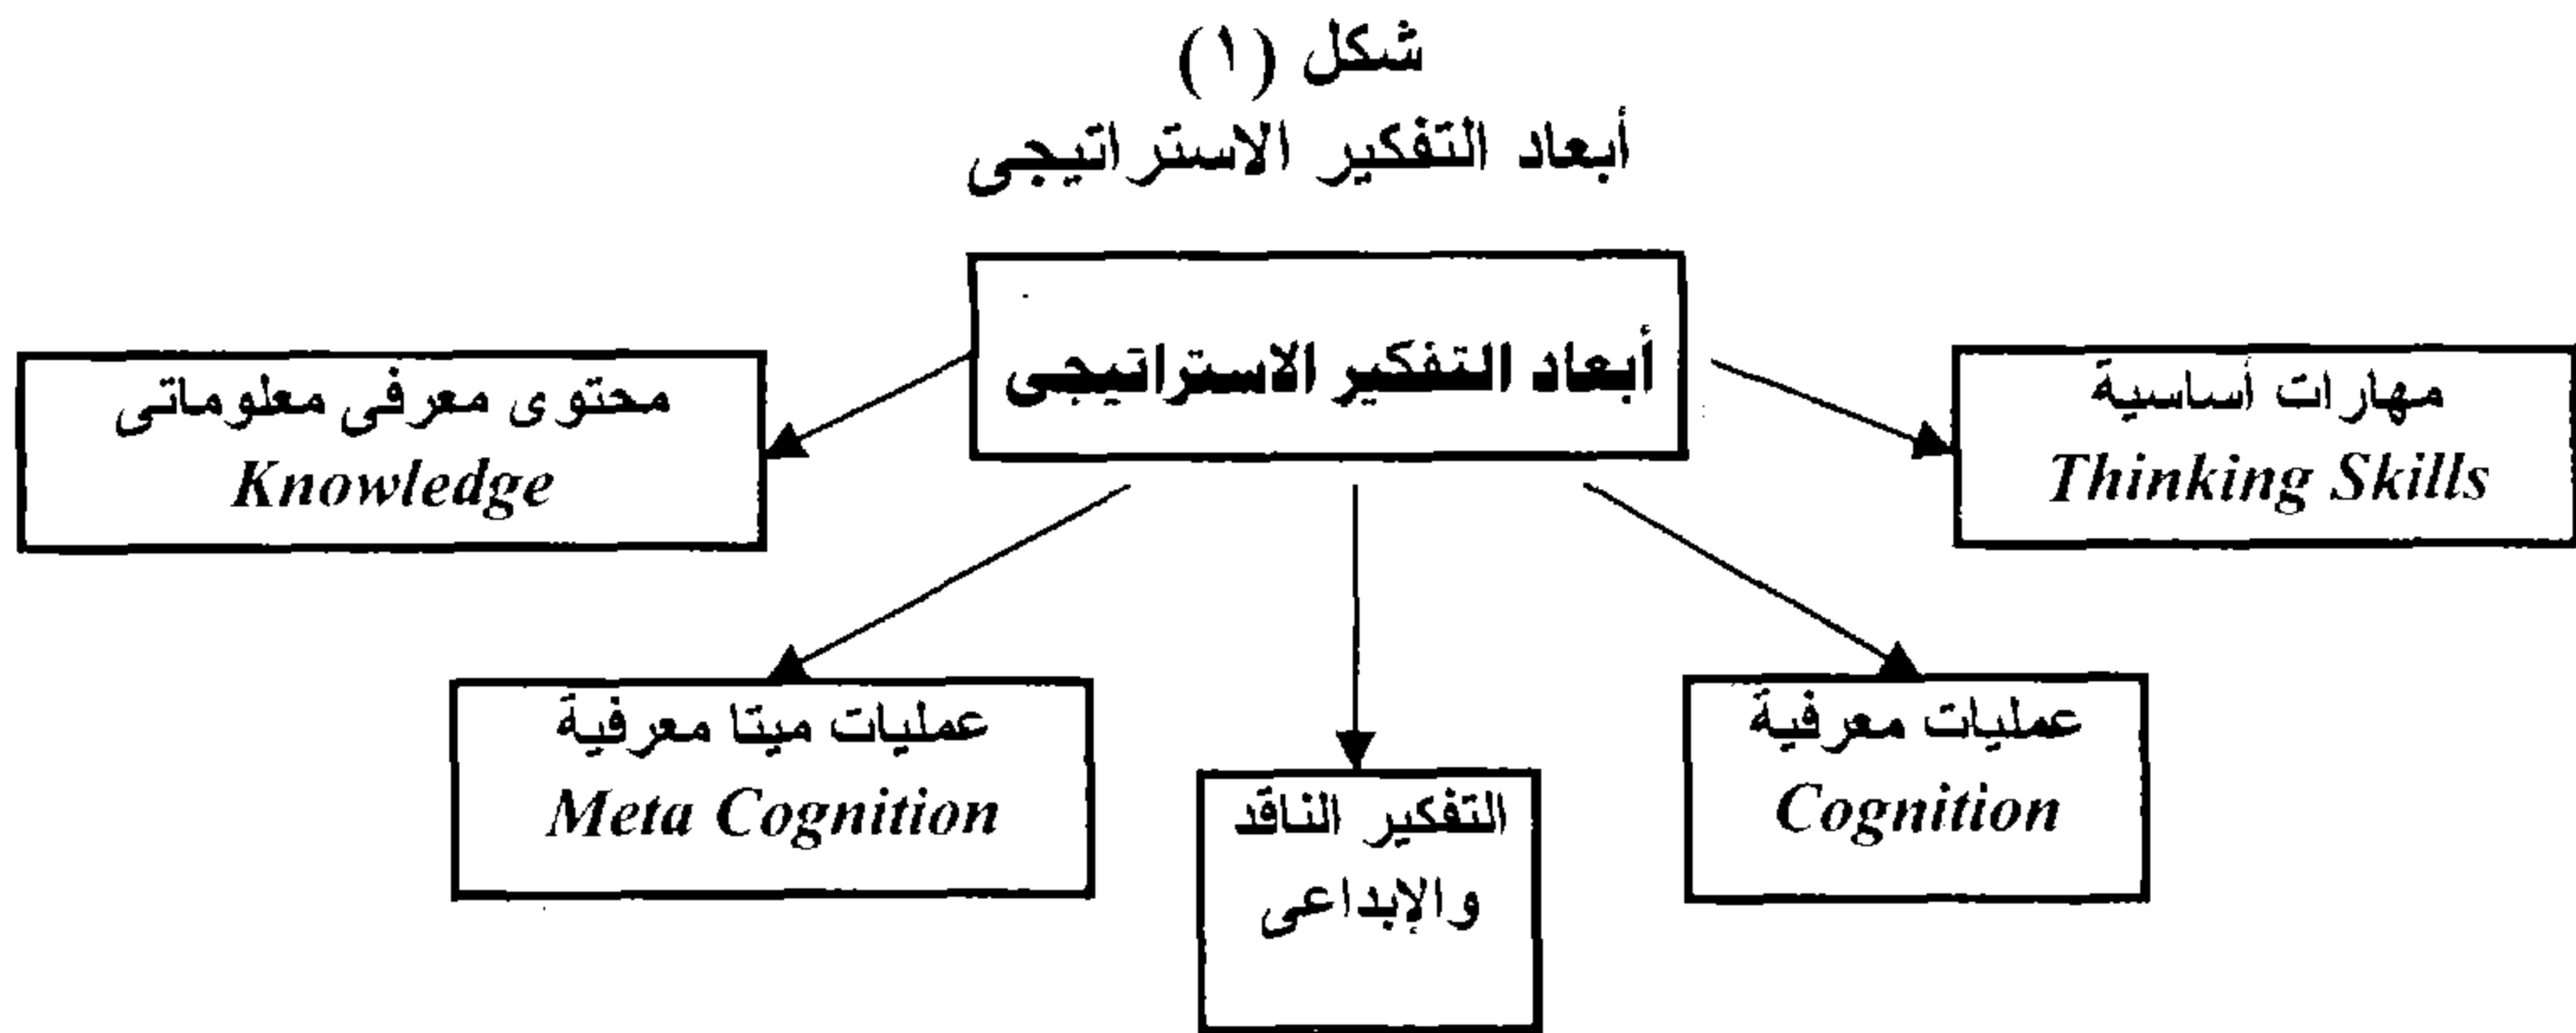 شكل (١)
أبعاد التفكير الاستراتيجى
أبعاد التفكير الاستراتيجى
مهارات أساسية
Thinking Skills
محتوى معرفى معلوماتى
Knowledge
عمليات معرفية
Cognition
التفكير الناقد
والإبداعى
عمليات ميتا معرفية
Meta Cognition